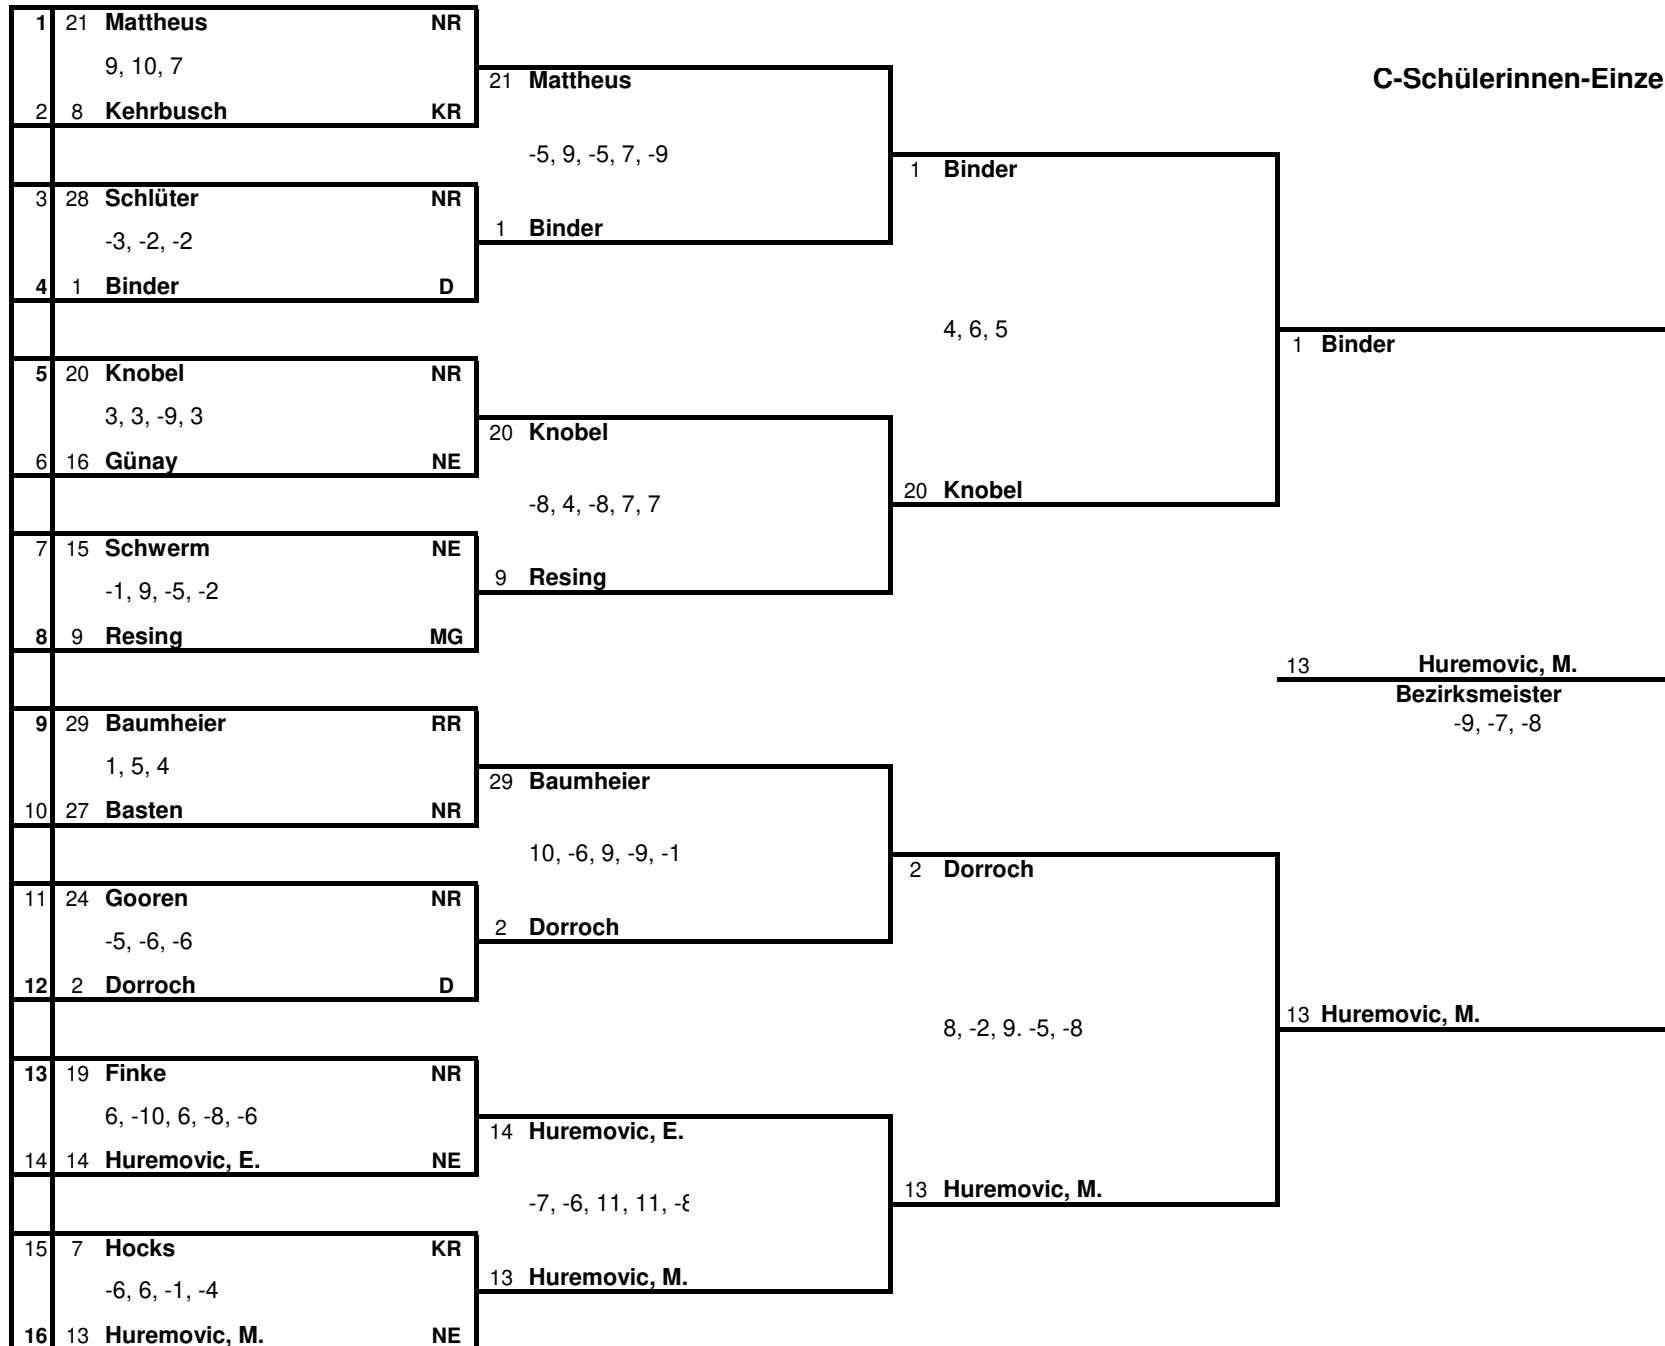 1 21 Mattheus NR
9, 10, 7
21 Mattheus
C-Schülerinnen-Einze
2 8 Kehrbusch KR
-5, 9, -5, 7, -9
1 Binder
3 28 Schlüter NR
-3, -2, -2
1 Binder
4 1 Binder D
4, 6, 5
1 Binder
5 20 Knobel NR
3, 3, -9, 3
20 Knobel
6 16 Günay NE
-8, 4, -8, 7, 7
20 Knobel
7 15 Schwerm NE
-1, 9, -5, -2
9 Resing
8 9 Resing MG
13 Huremovic, M.
Bezirksmeister
-9, -7, -8
9 29 Baumheier RR
1, 5, 4
29 Baumheier
10 27 Basten NR
10, -6, 9, -9, -1
2 Dorroch
11 24 Gooren NR
-5, -6, -6
2 Dorroch
12 2 Dorroch D
8, -2, 9. -5, -8
13 Huremovic, M.
13 19 Finke NR
6, -10, 6, -8, -6
14 Huremovic, E.
14 14 Huremovic, E. NE
-7, -6, 11, 11, -8
13 Huremovic, M.
15 7 Hocks KR
-6, 6, -1, -4
13 Huremovic, M.
16 13 Huremovic, M. NE